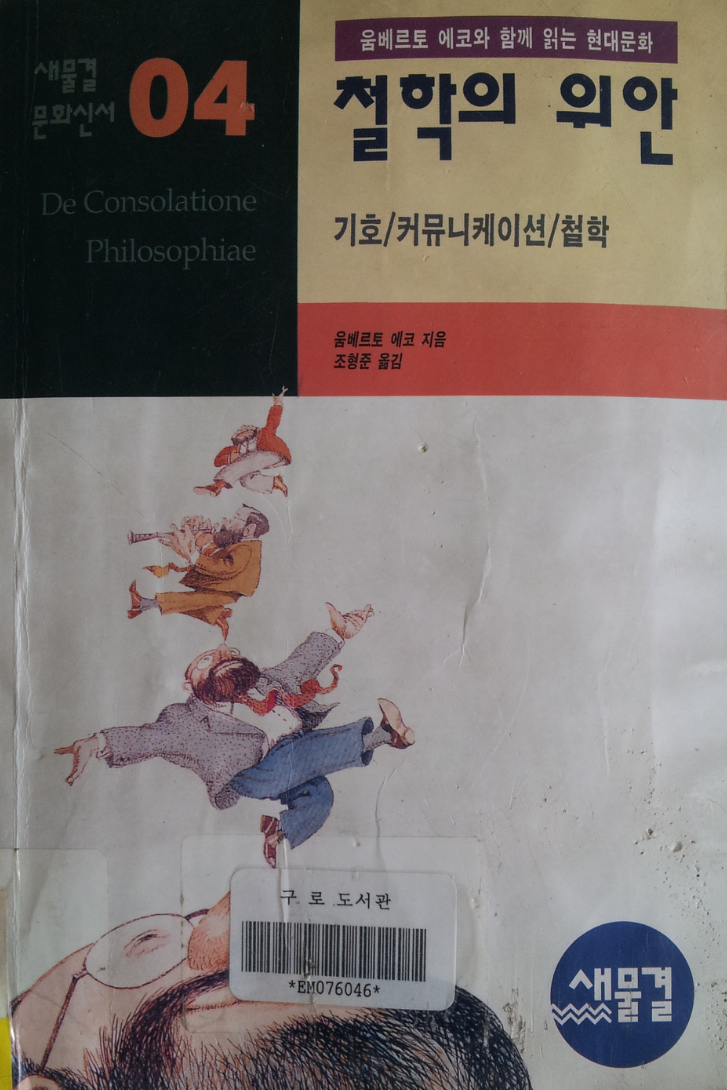 새물결
문화신서
04
De Consolatione
Philosophiae
움베르토 에코와 함께 읽는 현대문화
철학의 위안
기호/커뮤니케이션/철학
움베르토 에코 지음
조형준 옮김
구로도서관
*EM076046*
새물결